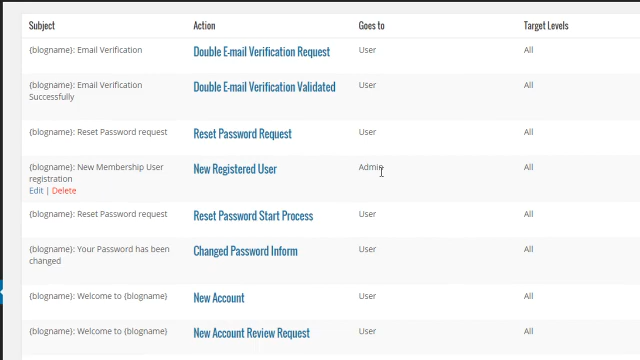 Subject Action Goes to Target Levels
{blogname}: Email Verification Double E-mail Verification Request User All
{blogname}: Email Verification Double E-mail Verification Validated User All
Successfully
{blogname}: Reset Password request Reset Password Request User All
{blogname}: New Membership User New Registered User Admin All
registration
Edit | Delete
{blogname}: Reset Password request Reset Password Start Process User All
{blogname}: Your Password has been Changed Password Inform User All
changed
{blogname}: Welcome to {blogname} New Account User All
{blogname}: Welcome to {blogname} New Account Review Request User All